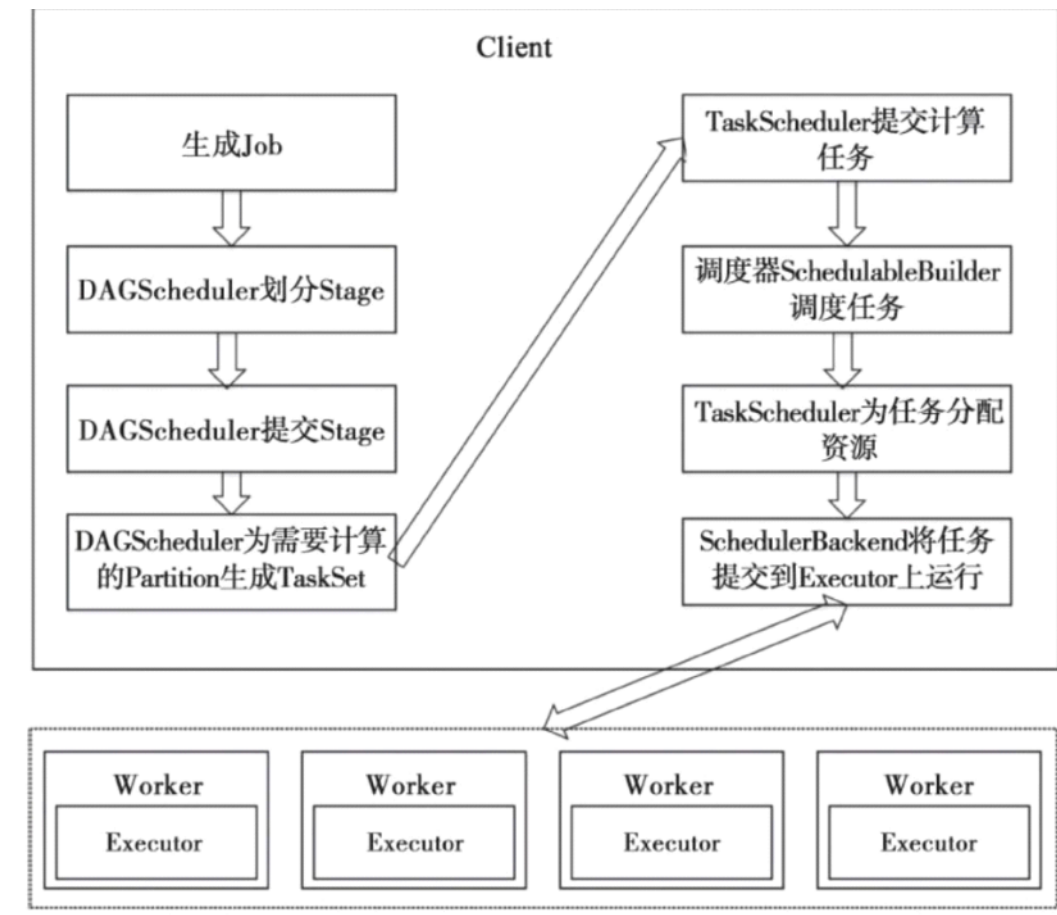 Client
生成Job
DAGScheduler划分Stage
DAGScheduler提交Stage
DAGScheduler为需要计算
的Partition生成TaskSet
TaskScheduler提交计算
任务
调度器SchedulableBuilder
调度任务
TaskScheduler为任务分配
资源
SchedulerBackend将任务
提交到Executor上运行
Worker
Executor
Worker
Executor
Worker
Executor
Worker
Executor